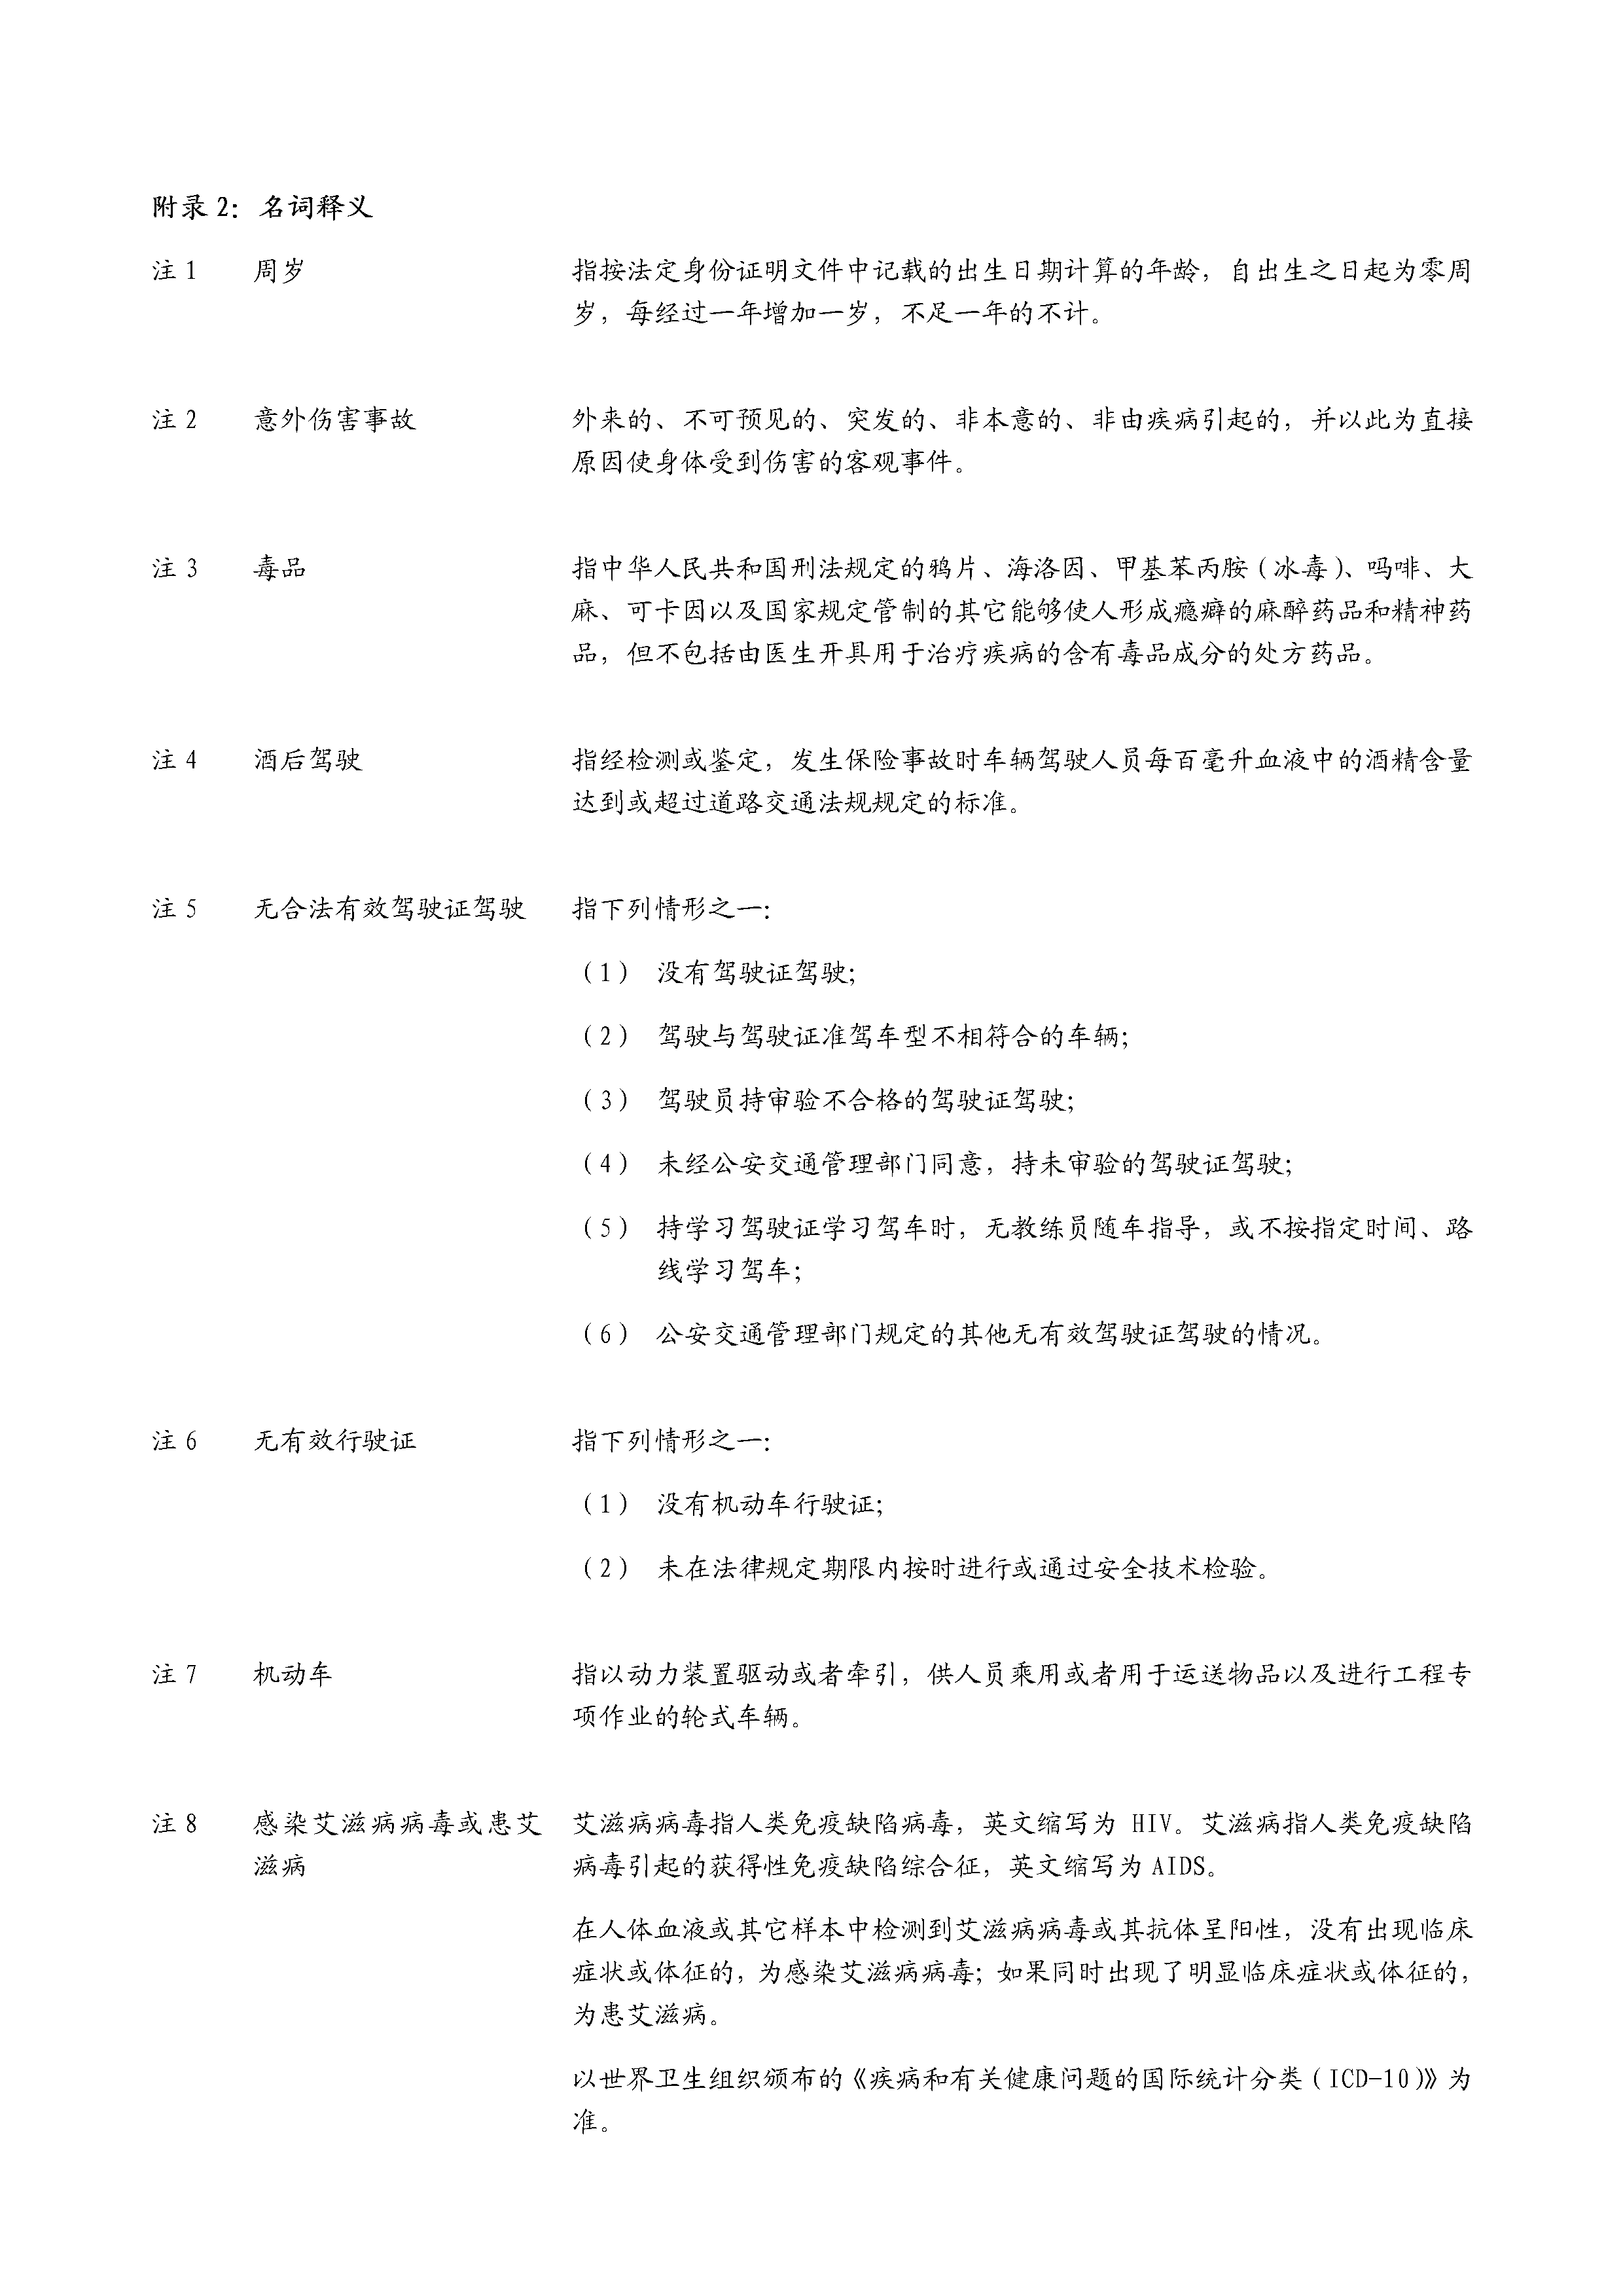 附录 2：名词释义
注 1 周岁 指按法定身份证明文件中记载的出生日期计算的年龄，自出生之日起为零周
岁，每经过一年增加一岁，不足一年的不计。
注 2 意外伤害事故 外来的、不可预见的、突发的、非本意的、非由疾病引起的，并以此为直接
原因使身体受到伤害的客观事件。
注 3 毒品 指中华人民共和国刑法规定的鸦片、海洛因、甲基苯丙胺（冰毒）、吗啡、大
麻、可卡因以及国家规定管制的其它能够使人形成瘾癖的麻醉药品和精神药
品，但不包括由医生开具用于治疗疾病的含有毒品成分的处方药品。
注 4 酒后驾驶 指经检测或鉴定，发生保险事故时车辆驾驶人员每百毫升血液中的酒精含量
达到或超过道路交通法规规定的标准。
注 5 无合法有效驾驶证驾驶 指下列情形之一：
（1） 没有驾驶证驾驶；
（2） 驾驶与驾驶证准驾车型不相符合的车辆；
（3） 驾驶员持审验不合格的驾驶证驾驶；
（4） 未经公安交通管理部门同意，持未审验的驾驶证驾驶；
（5） 持学习驾驶证学习驾车时，无教练员随车指导，或不按指定时间、路
线学习驾车；
（6） 公安交通管理部门规定的其他无有效驾驶证驾驶的情况。
注 6 无有效行驶证 指下列情形之一：
（1） 没有机动车行驶证；
（2） 未在法律规定期限内按时进行或通过安全技术检验。
注 7 机动车 指以动力装置驱动或者牵引，供人员乘用或者用于运送物品以及进行工程专
项作业的轮式车辆。
注 8 感染艾滋病病毒或患艾 艾滋病病毒指人类免疫缺陷病毒，英文缩写为 HIV。艾滋病指人类免疫缺陷
滋病 病毒引起的获得性免疫缺陷综合征，英文缩写为 AIDS。
在人体血液或其它样本中检测到艾滋病病毒或其抗体呈阳性，没有出现临床
症状或体征的，为感染艾滋病病毒；如果同时出现了明显临床症状或体征的，
为患艾滋病。
以世界卫生组织颁布的《疾病和有关健康问题的国际统计分类（ICD-10）》为
准。